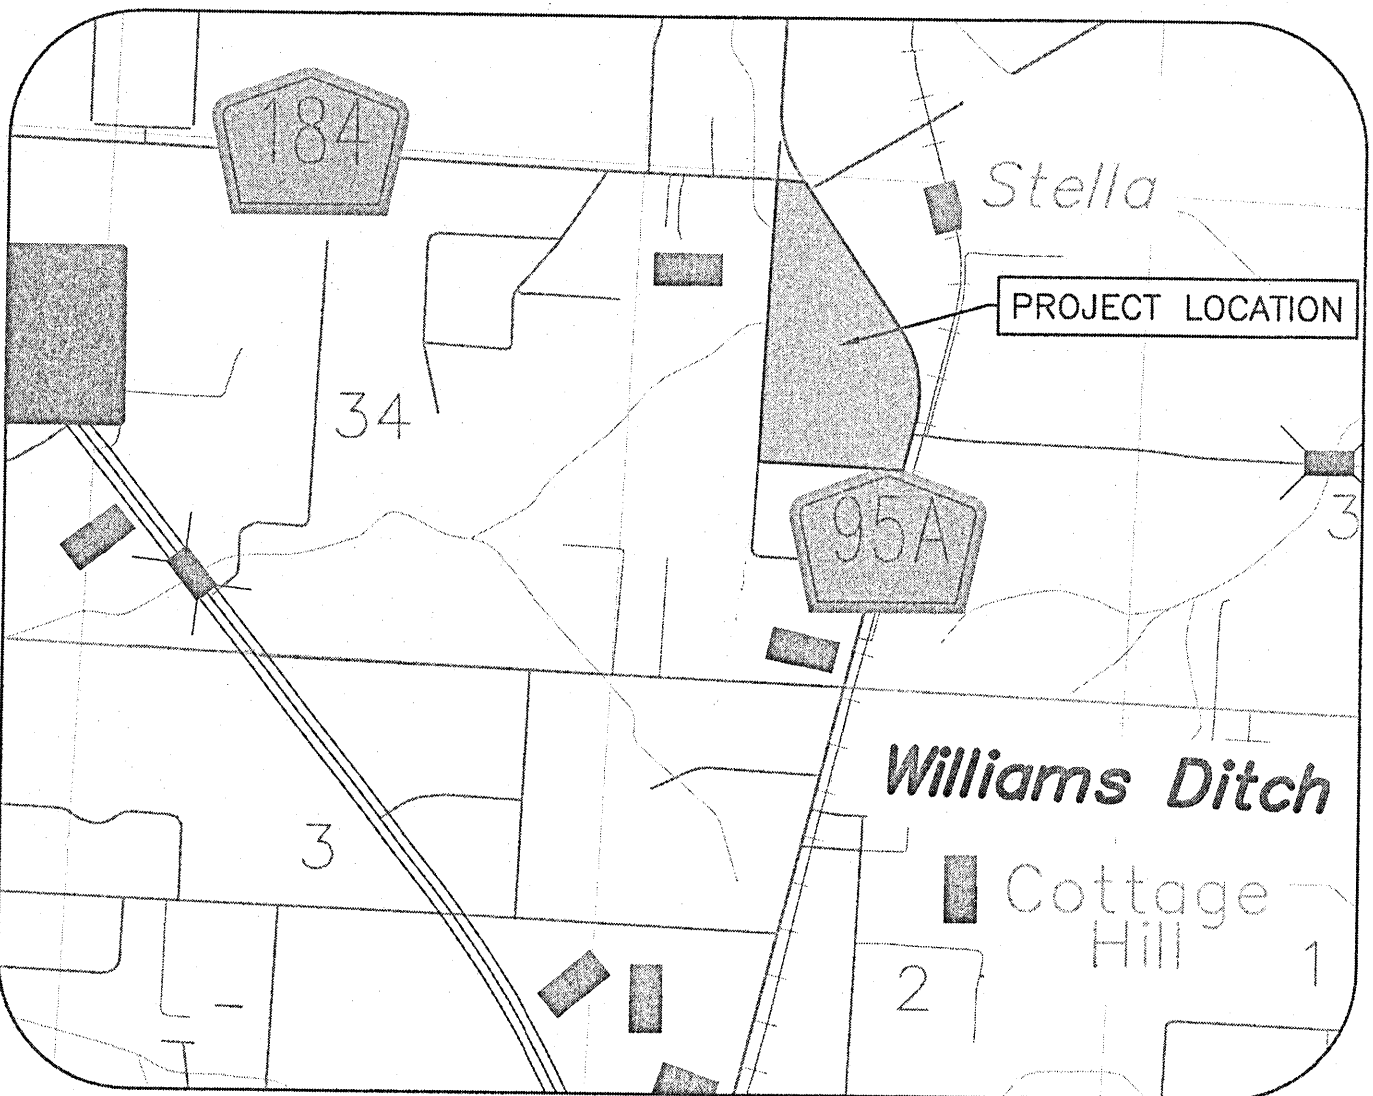 184
Stella
PROJECT LOCATION
34
95A
3
Williams Ditch
3
Cottage
Hill
1
2